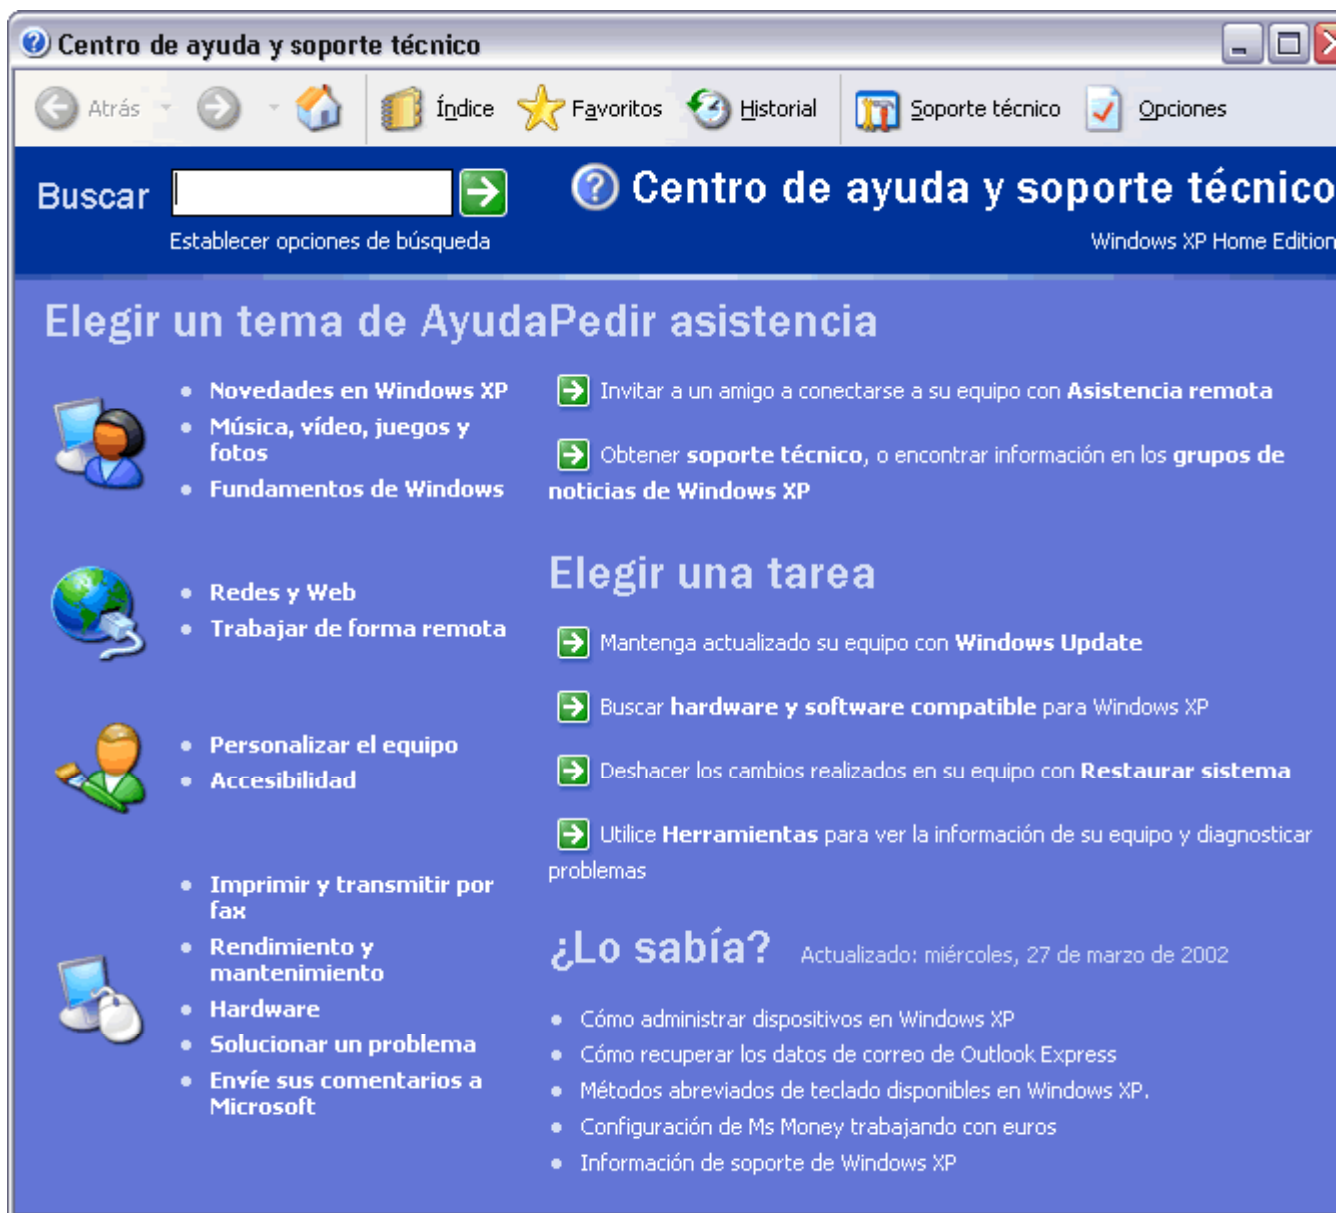 Centro de ayuda y soporte técnico
Atrás Índice Favoritos Historial Soporte técnico Opciones
Buscar
Establecer opciones de búsqueda
Centro de ayuda y soporte técnico
Windows XP Home Edition
Elegir un tema de AyudaPedir asistencia
Novedades en Windows XP
Música, vídeo, juegos y
fotos
Fundamentos de Windows
Redes y Web
Trabajar de forma remota
Personalizar el equipo
Accesibilidad
Imprimir y transmitir por
fax
Rendimiento y
mantenimiento
Hardware
Solucionar un problema
Envíe sus comentarios a
Microsoft
Invitar a un amigo a conectarse a su equipo con Asistencia remota
Obtener soporte técnico, o encontrar información en los grupos de
noticias de Windows XP
Elegir una tarea
Mantenga actualizado su equipo con Windows Update
Buscar hardware y software compatible para Windows XP
Deshacer los cambios realizados en su equipo con Restaurar sistema
Utilice Herramientas para ver la información de su equipo y diagnosticar
problemas
¿Lo sabía? Actualizado: miércoles, 27 de marzo de 2002
Cómo administrar dispositivos en Windows XP
Cómo recuperar los datos de correo de Outlook Express
Métodos abreviados de teclado disponibles en Windows XP.
Configuración de Ms Money trabajando con euros
Información de soporte de Windows XP